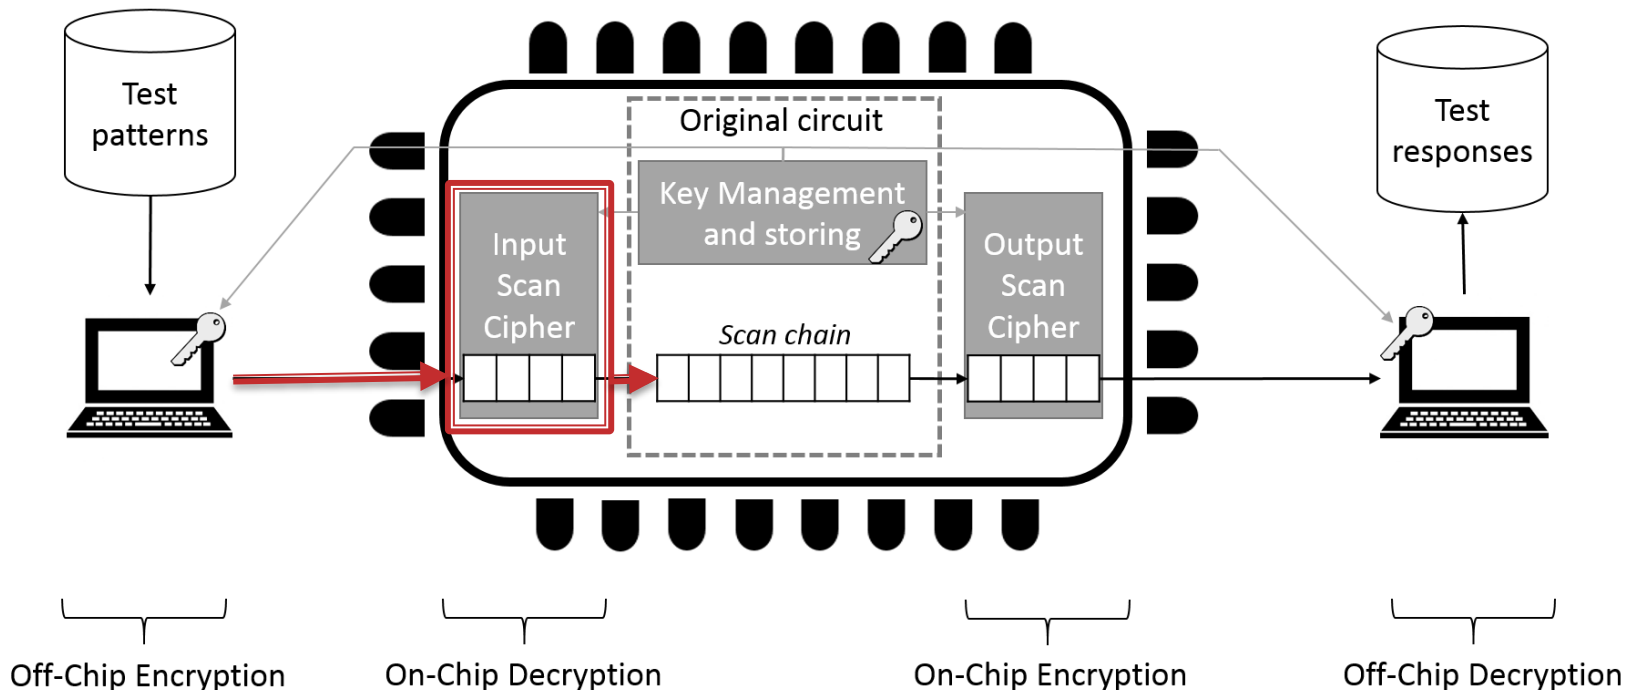 Test
patterns
Original circuit
Key Management
and storing
Input
Scan
Cipher
Scan chain
Output
Scan
Cipher
Test
responses
Off-Chip Encryption
On-Chip Decryption
On-Chip Encryption
Off-Chip Decryption